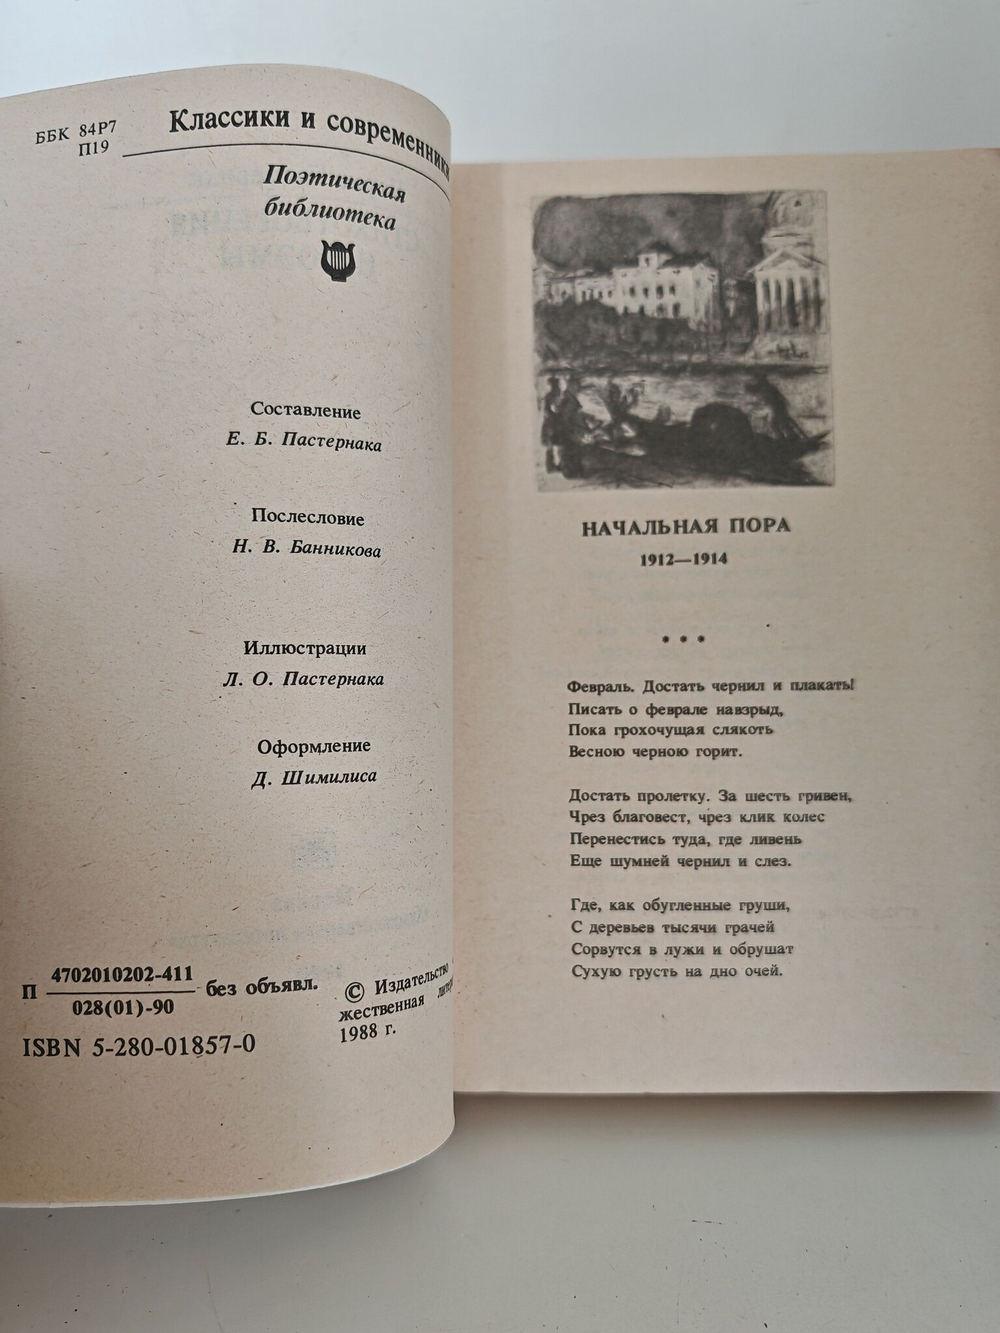 ББК 84Р7
П19
Классики и современники
Поэтическая
библиотека
Составление
Е. Б. Пастернака
Послесловие
Н. В. Банникова
Иллюстрации
Л. О. Пастернака
Оформление
Д. Шимилиса
П 4702010202-411
028(01)-90
без объявл.
ISBN 5-280-01857-0
© Издательство
жественная
1988 г.
НАЧАЛЬНАЯ ПОРА
1912—1914
* * *
Февраль. Достать чернил и плакать!
Писать о феврале навзрыд,
Пока грохочущая слякоть
Весною черною горит.
Достать пролетку. За шесть гривен,
Чрез благовест, чрез клик колес
Перенестись туда, где ливень
Еще шумней чернил и слез.
Где, как обугленные груши,
С деревьев тысячи грачей
Сорвутся в лужи и обрушат
Сухую грусть на дно очей.